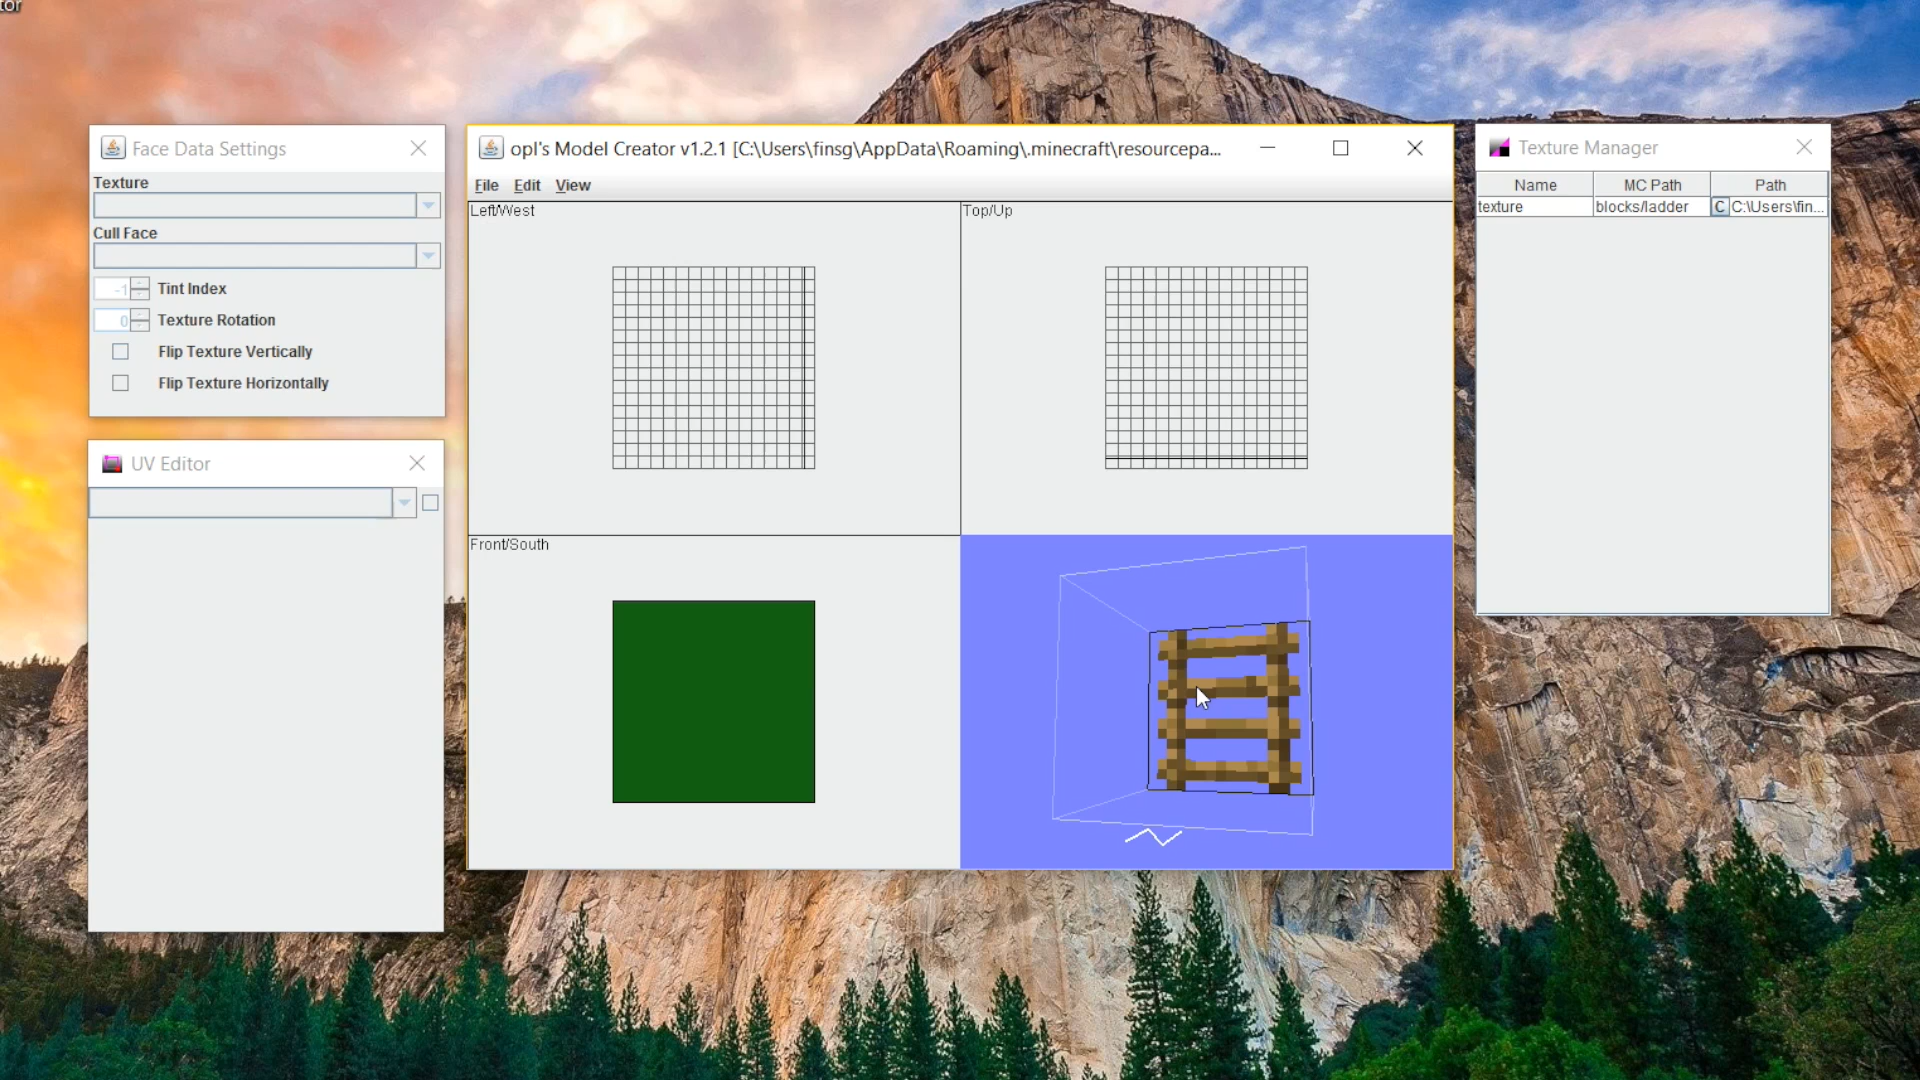 tor
Face Data Settings
Texture
Cull Face
-1 Tint Index
0 Texture Rotation
Flip Texture Vertically
Flip Texture Horizontally
UV Editor
opl's Model Creator v1.2.1 [C:\Users\finsg\AppData\Roaming\.minecraft\resourcepa...
File Edit View
Left/West
Top/Up
Front/South
Texture Manager
Name MC Path Path
texture blocks/ladder C C:\Users\fin...